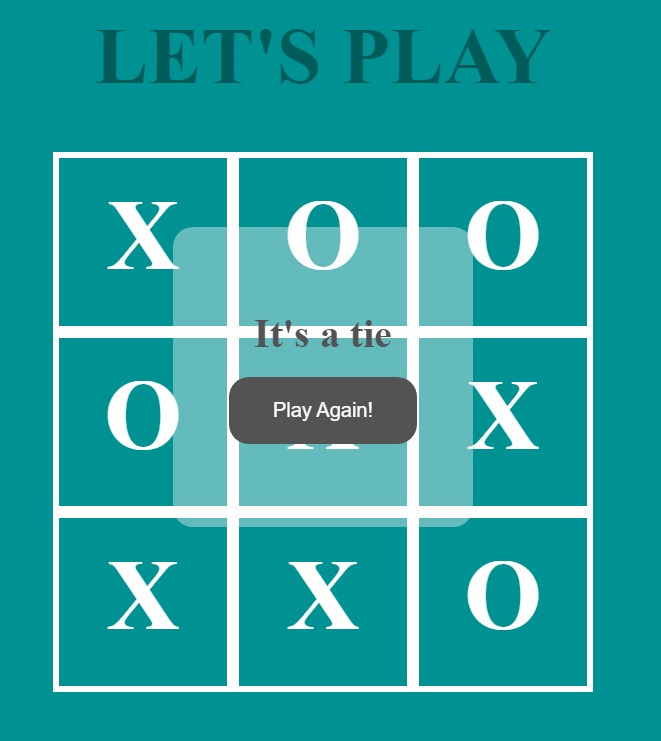 LET'S PLAY
X O O
It's a tie
Play Again!
O X X
X X O